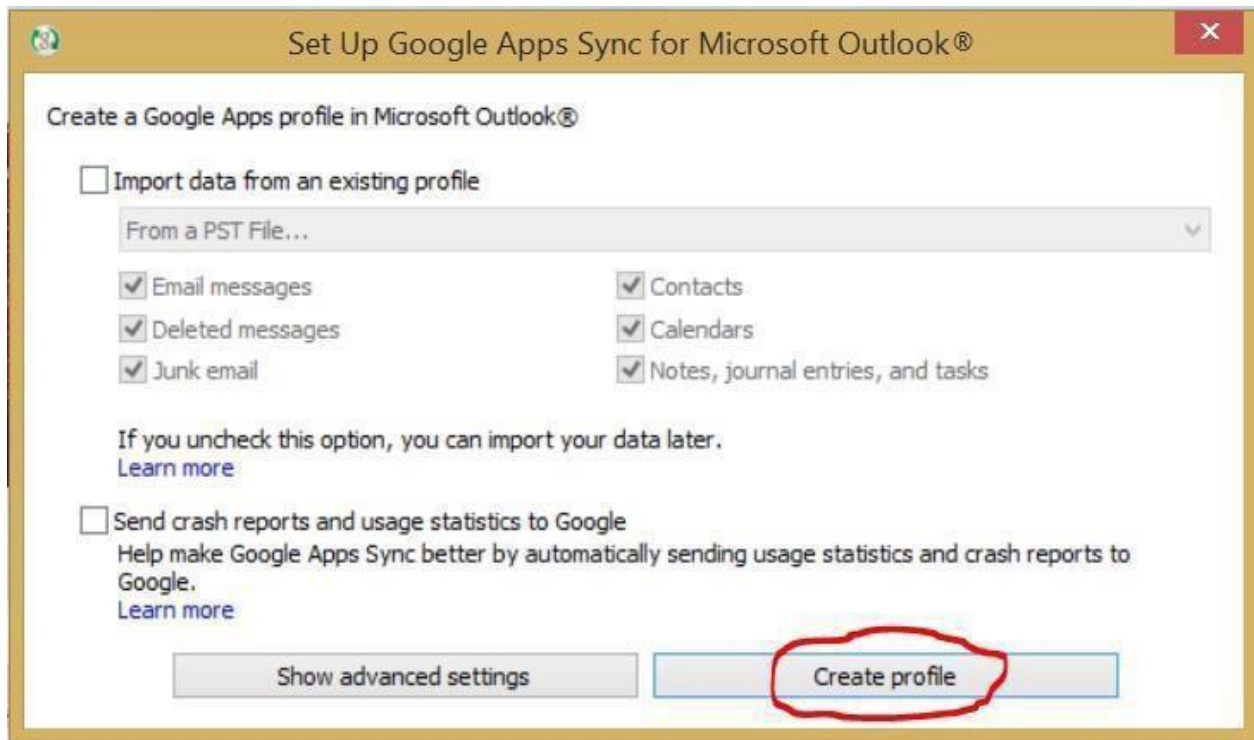 Set Up Google Apps Sync for Microsoft Outlook®
Create a Google Apps profile in Microsoft Outlook®
Import data from an existing profile
From a PST File...
Email messages
Contacts
Deleted messages
Calendars
Junk email
Notes, journal entries, and tasks
If you uncheck this option, you can import your data later.
Learn more
Send crash reports and usage statistics to Google
Help make Google Apps Sync better by automatically sending usage statistics and crash reports to
Google.
Learn more
Show advanced settings
Create profile